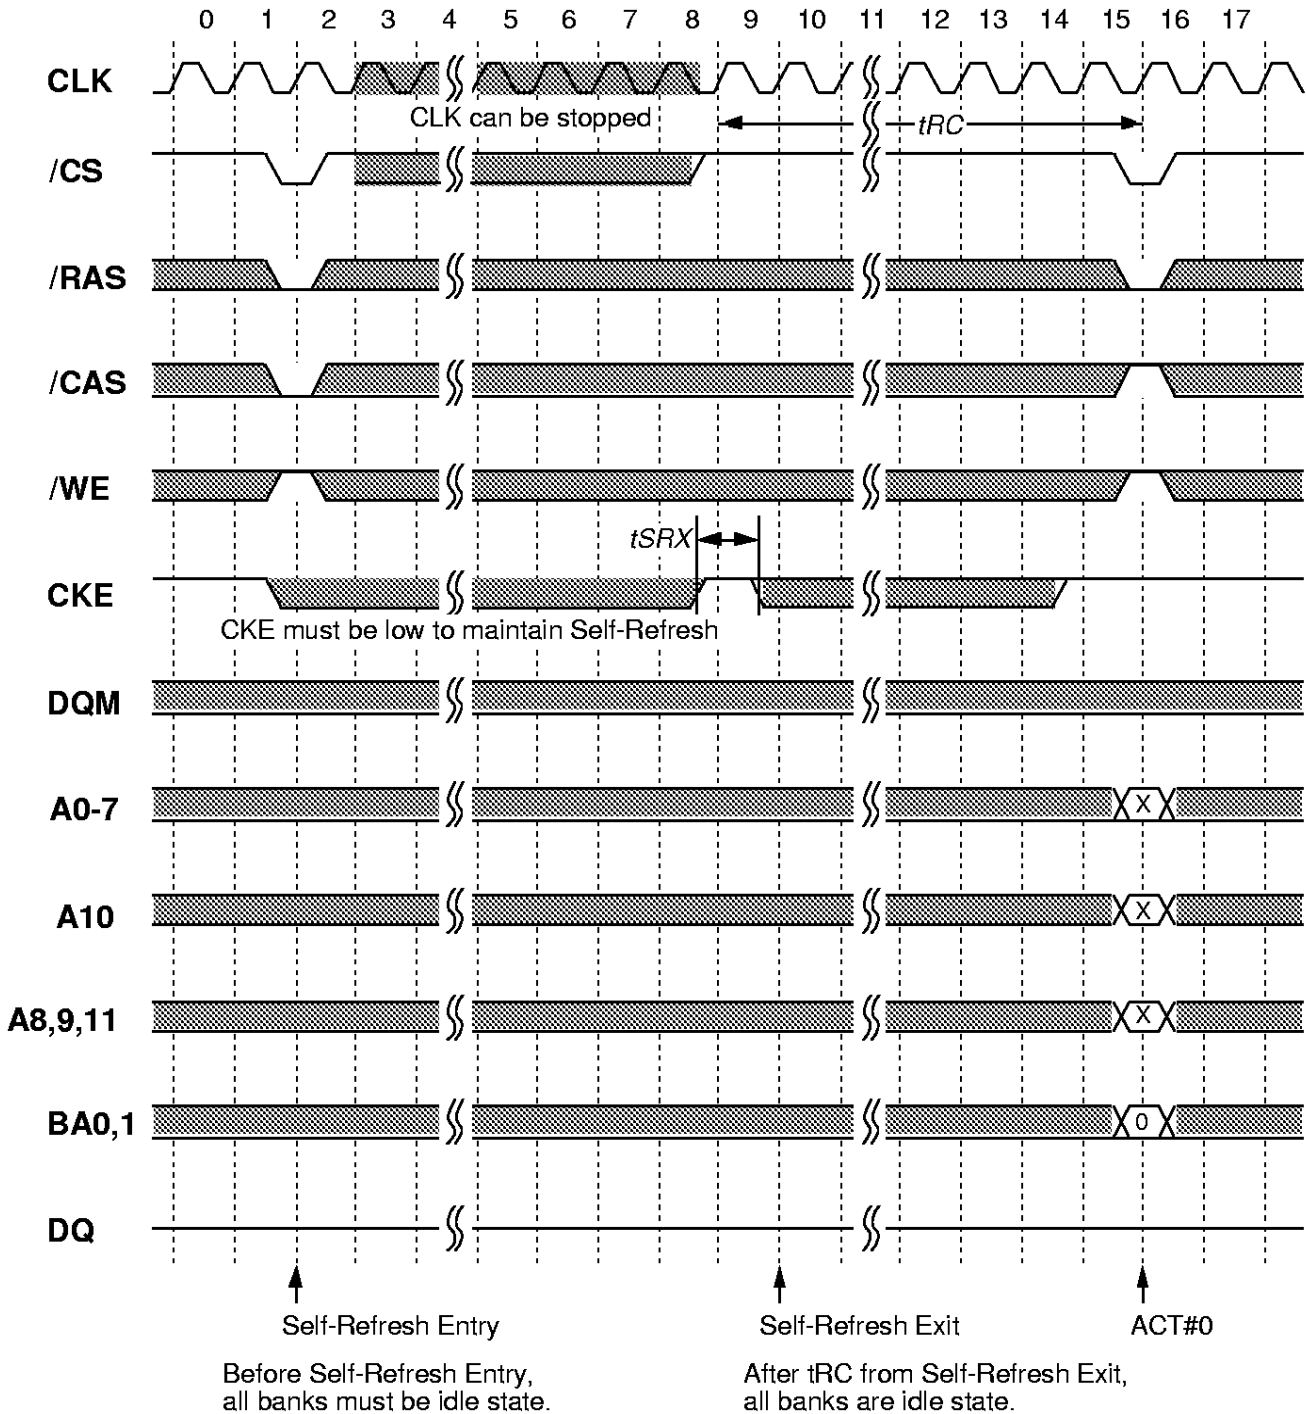 0 1 2 3 4 5 6 7 8 9 10 11 12 13 14 15 16 17
CLK
CLK can be stopped
tRC
/CS
/RAS
/CAS
/WE
tSRX
CKE
CKE must be low to maintain Self-Refresh
DQM
A0-7
X
A10
X
A8,9,11
X
BA0,1
0
DQ
Self-Refresh Entry
Self-Refresh Exit
ACT#0
Before Self-Refresh Entry,
all banks must be idle state.
After tRC from Self-Refresh Exit,
all banks are idle state.